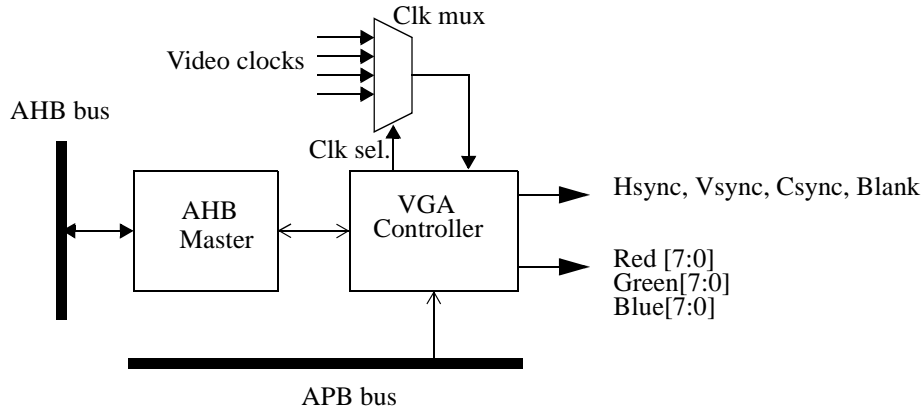 Clk mux
Video clocks
AHB bus
Clk sel.
AHB
Master
VGA
Controller
Hsync, Vsync, Csync, Blank
Red [7:0]
Green[7:0]
Blue[7:0]
APB bus